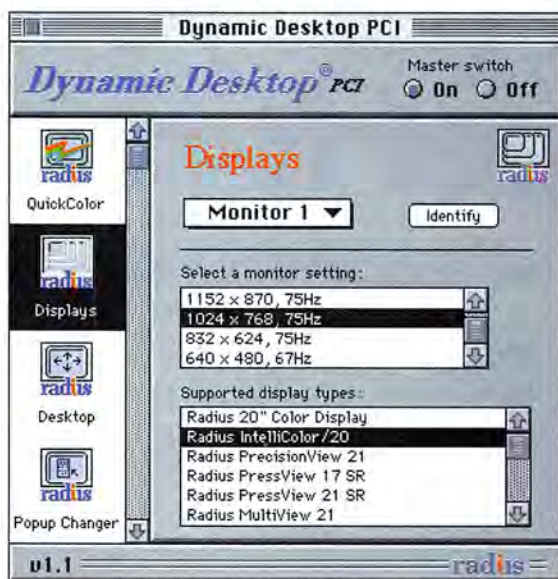 Dynamic Desktop PCI
Dynamic Desktop® PCI
Master switch
On Off
radius
QuickColor
radius
Displays
radius
Desktop
radius
Popup Changer
Displays
radius
Monitor 1
Identify
Select a monitor setting:
1152 x 870, 75Hz
1024 x 768, 75Hz
832 x 624, 75Hz
640 x 480, 67Hz
Supported display types:
Radius 20" Color Display
Radius IntelliColor/20
Radius PrecisionView 21
Radius PressView 17 SR
Radius PressView 21 SR
Radius MultiView 21
v1.1
radius